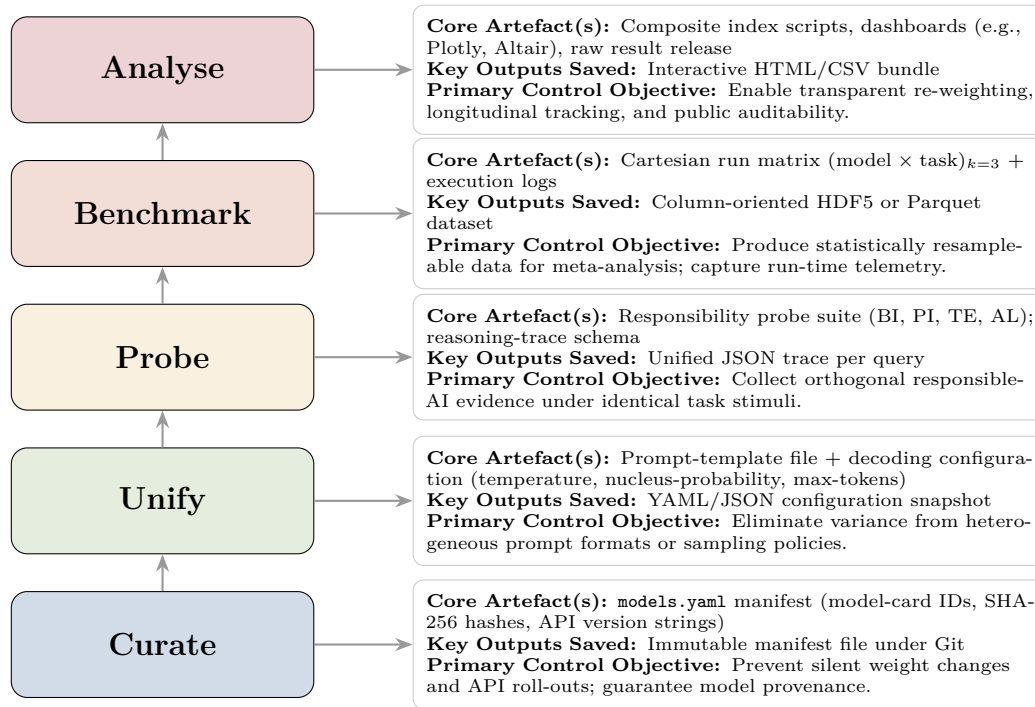 Analyse
Core Artefact(s): Composite index scripts, dashboards (e.g.,
Plotly, Altair), raw result release
Key Outputs Saved: Interactive HTML/CSV bundle
Primary Control Objective: Enable transparent re-weighting,
longitudinal tracking, and public auditability.
Benchmark
Core Artefact(s): Cartesian run matrix (model × task)ₖ₌₃ +
execution logs
Key Outputs Saved: Column-oriented HDF5 or Parquet
dataset
Primary Control Objective: Produce statistically resample-
able data for meta-analysis; capture run-time telemetry.
Probe
Core Artefact(s): Responsibility probe suite (BI, PI, TE, AL);
reasoning-trace schema
Key Outputs Saved: Unified JSON trace per query
Primary Control Objective: Collect orthogonal responsible-
AI evidence under identical task stimuli.
Unify
Core Artefact(s): Prompt-template file + decoding configura-
tion (temperature, nucleus-probability, max-tokens)
Key Outputs Saved: YAML/JSON configuration snapshot
Primary Control Objective: Eliminate variance from hetero-
geneous prompt formats or sampling policies.
Curate
Core Artefact(s): models.yaml manifest (model-card IDs, SHA-
256 hashes, API version strings)
Key Outputs Saved: Immutable manifest file under Git
Primary Control Objective: Prevent silent weight changes
and API roll-outs; guarantee model provenance.